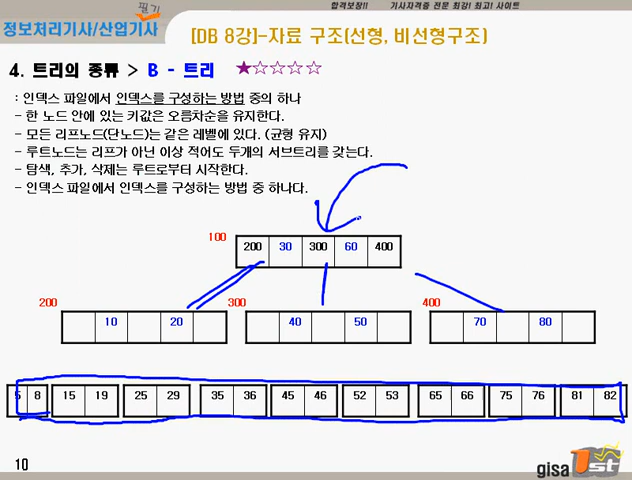 합격보장!! 기사자격증 전문 최강! 최고! 사이트
필기
정보처리기사/산업기사
[DB 8강]-자료 구조(선형, 비선형구조)
4. 트리의 종류 > B - 트리 ★☆☆☆☆
: 인덱스 파일에서 인덱스를 구성하는 방법 중의 하나
- 한 노드 안에 있는 키값은 오름차순을 유지한다.
- 모든 리프노드(단노드)는 같은 레벨에 있다. (균형 유지)
- 루트노드는 리프가 아닌 이상 적어도 두개의 서브트리를 갖는다.
- 탐색, 추가, 삭제는 루트로부터 시작한다.
- 인덱스 파일에서 인덱스를 구성하는 방법 중 하나다.
100
200 30 300 60 400
200 300 400
10 20 40 50 70 80
5 8 15 19 25 29 35 36 45 46 52 53 65 66 75 76 81 82
10
gisa 1st